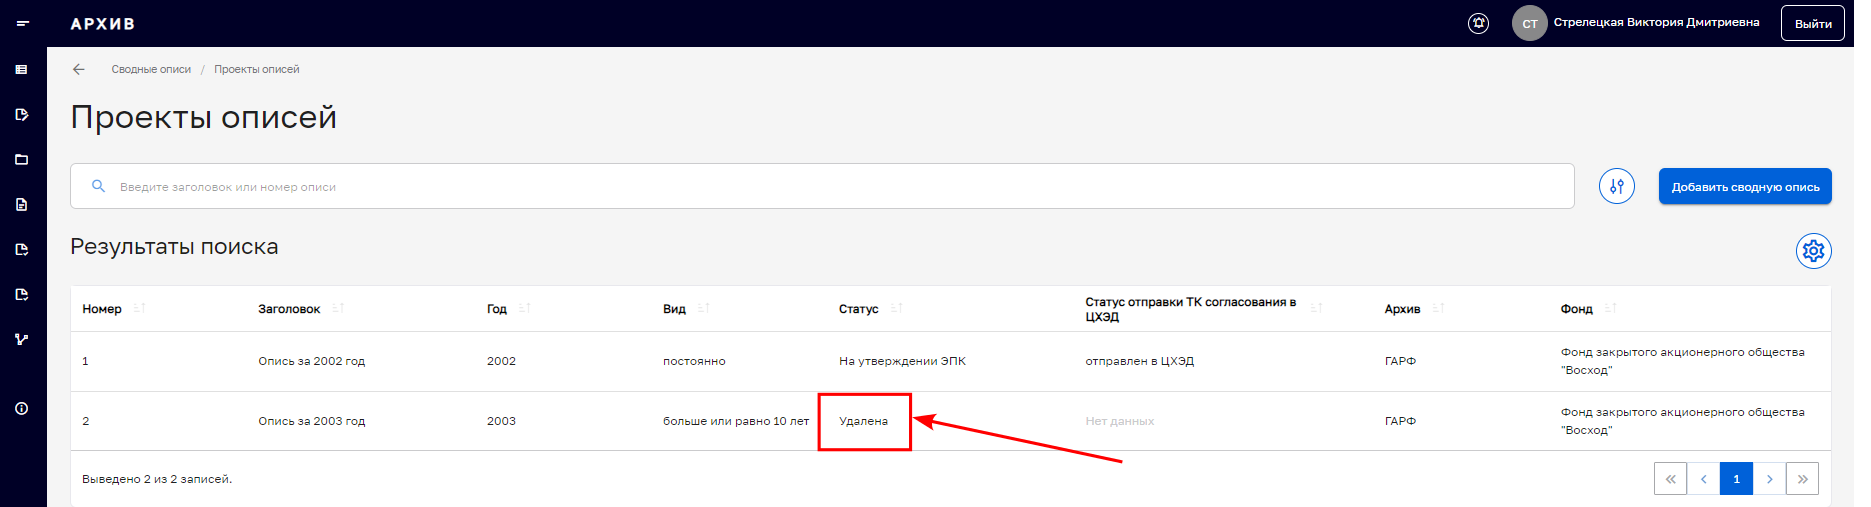 АРХИВ
СТ
Стрелецкая Виктория Дмитриевна
Выйти
Сводные описи / Проекты описей
Проекты описей
Введите заголовок или номер описи
Добавить сводную опись
Результаты поиска
Номер Заголовок Год Вид Статус Статус отправки ТК согласования в ЦХЭД Архив Фонд
1 Опись за 2002 год 2002 постоянно На утверждении ЭПК отправлен в ЦХЭД ГАРФ Фонд закрытого акционерного общества "Восход"
2 Опись за 2003 год 2003 больше или равно 10 лет Удалена Нет данных ГАРФ Фонд закрытого акционерного общества "Восход"
Выведено 2 из 2 записей.
« ‹ 1 › »